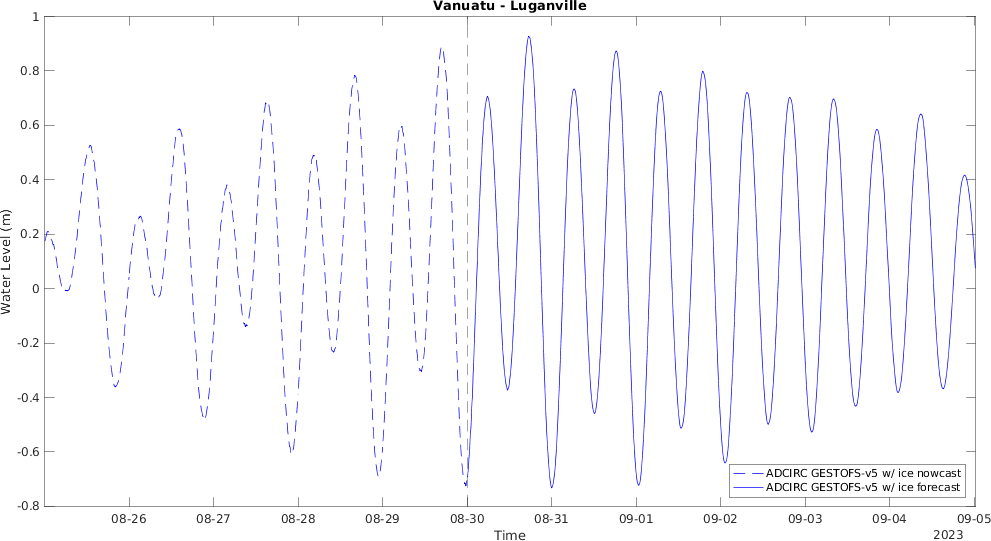 Vanuatu - Luganville
1
0.8
0.6
0.4
0.2
0
-0.2
-0.4
-0.6
-0.8
Water Level (m)
ADCIRC GESTOFS-v5 w/ ice nowcast
ADCIRC GESTOFS-v5 w/ ice forecast
08-26 08-27 08-28 08-29 08-30 08-31 09-01 09-02 09-03 09-04 09-05
Time
2023